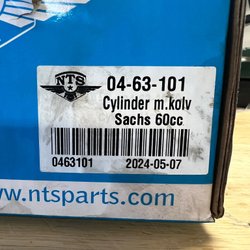 NTS
04-63-101
Cylinder m.kolv
Sachs 60cc
0463101
2024-05-07
www.ntsparts.com